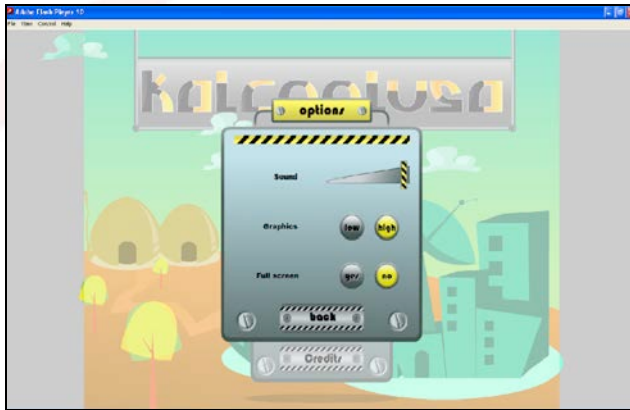 Adobe Flash Player 10
File View Control Help
options
Sound
Graphics
low
high
Full screen
yes
no
back
Credits